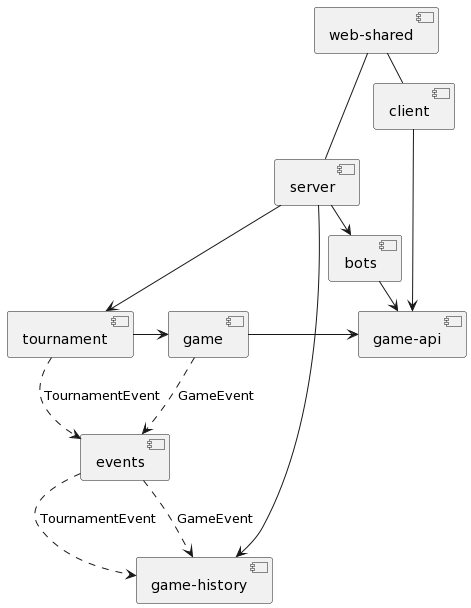 web-shared
client
server
bots
tournament
game
game-api
TournamentEvent
GameEvent
events
TournamentEvent
GameEvent
game-history